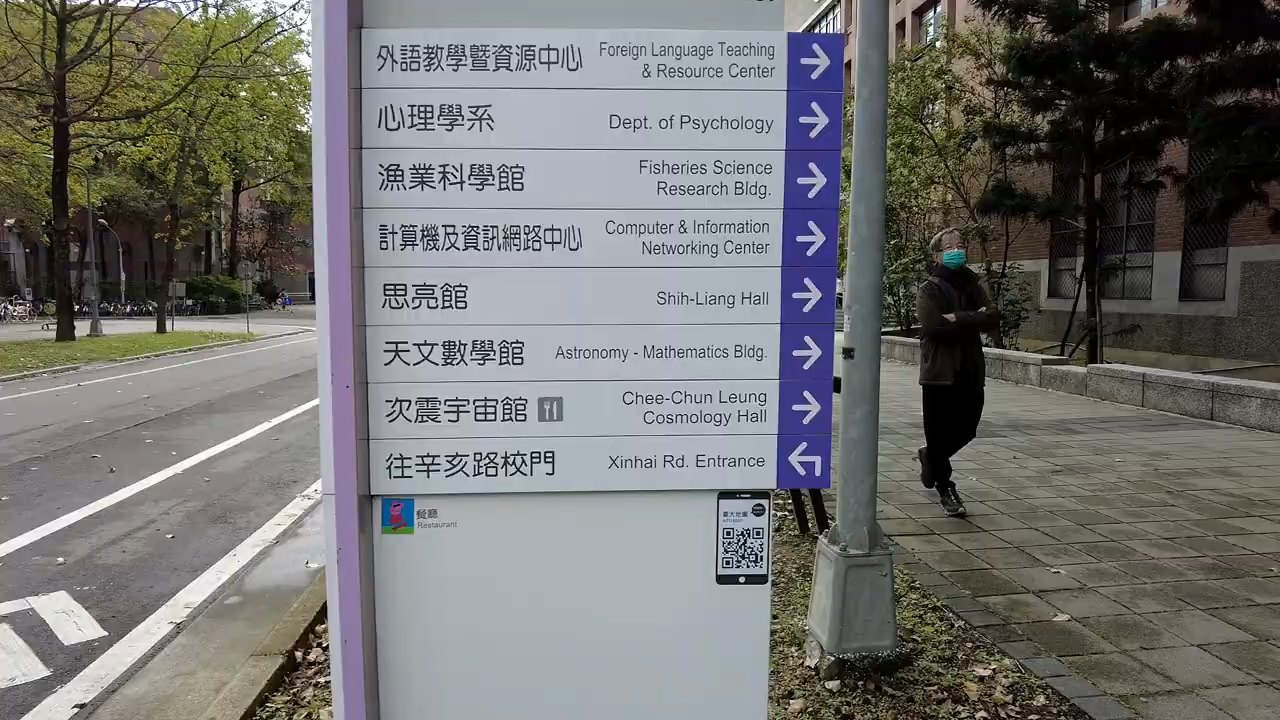 外語教學暨資源中心 Foreign Language Teaching
& Resource Center
心理學系 Dept. of Psychology
漁業科學館 Fisheries Science
Research Bldg.
計算機及資訊網路中心 Computer & Information
Networking Center
思亮館 Shih-Liang Hall
天文數學館 Astronomy - Mathematics Bldg.
次震宇宙館 Chee-Chun Leung
Cosmology Hall
往辛亥路校門 Xinhai Rd. Entrance
餐廳
Restaurant
臺大地圖